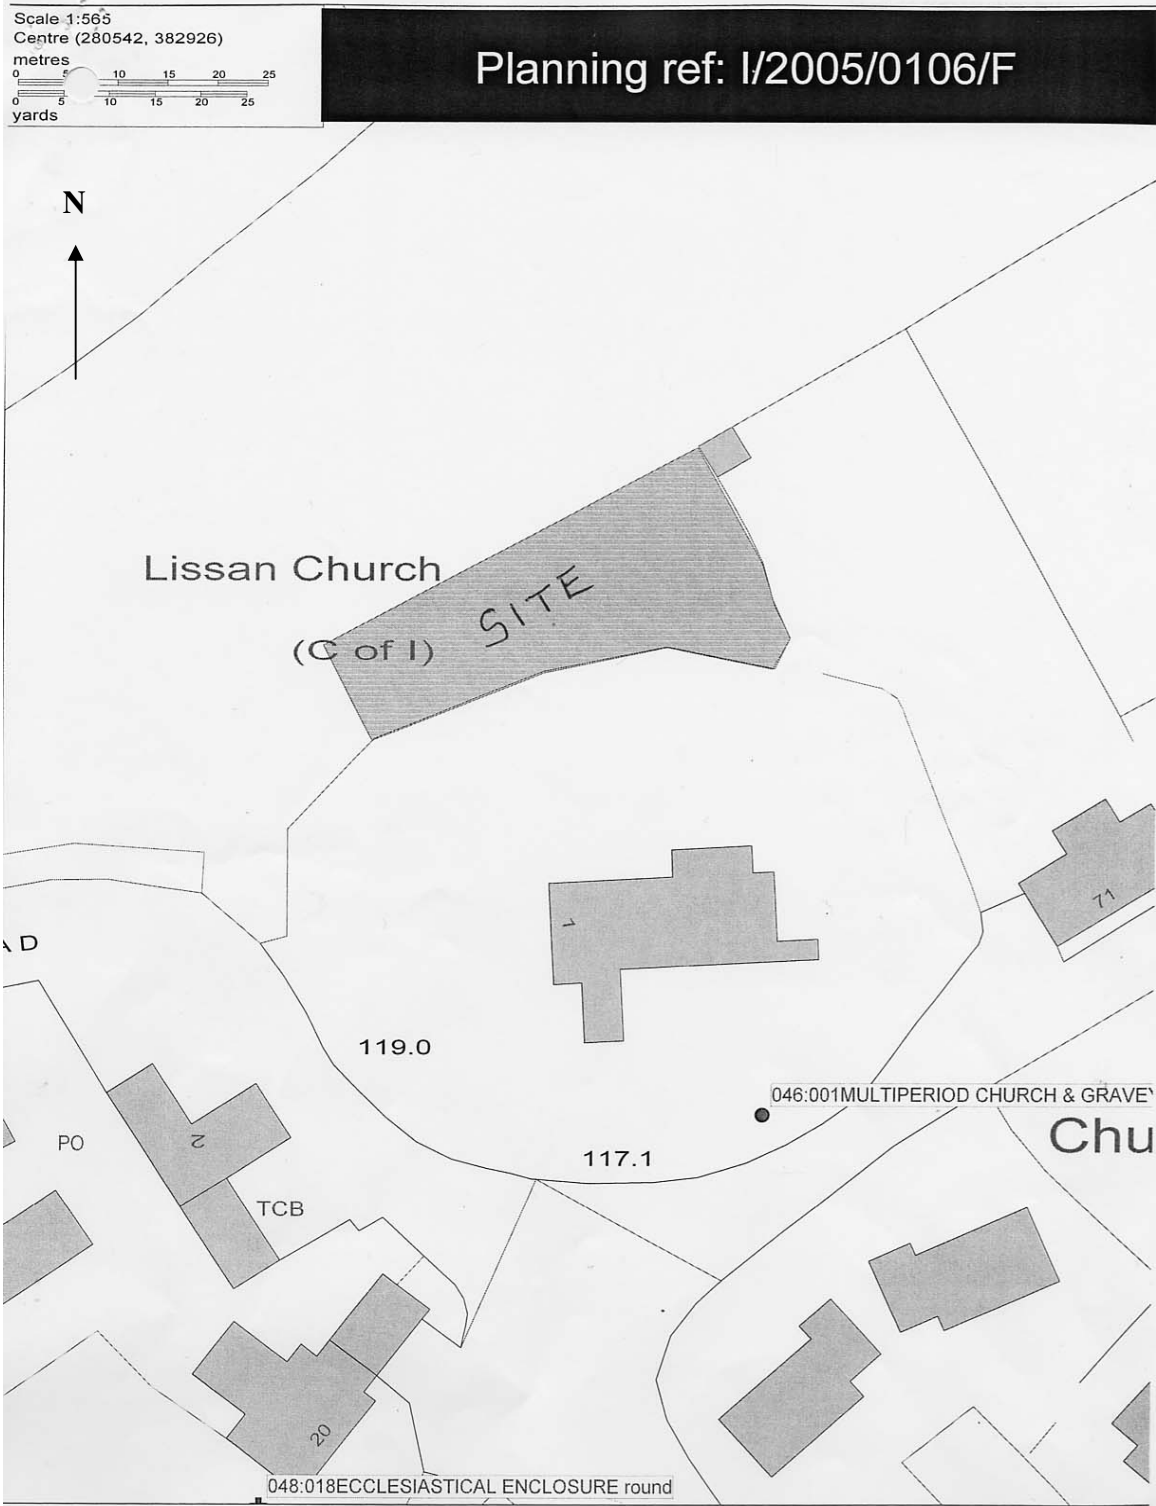 Scale 1:565
Centre (280542, 382926)
metres
0 5 10 15 20 25
0 5 10 15 20 25
yards
Planning ref: I/2005/0106/F
N
Lissan Church
SITE
(C of I)
71
1
A D
119.0
046:001MULTIPERIOD CHURCH & GRAVEY
2
PO
Chu
117.1
TCB
20
048:018ECCLESIASTICAL ENCLOSURE round